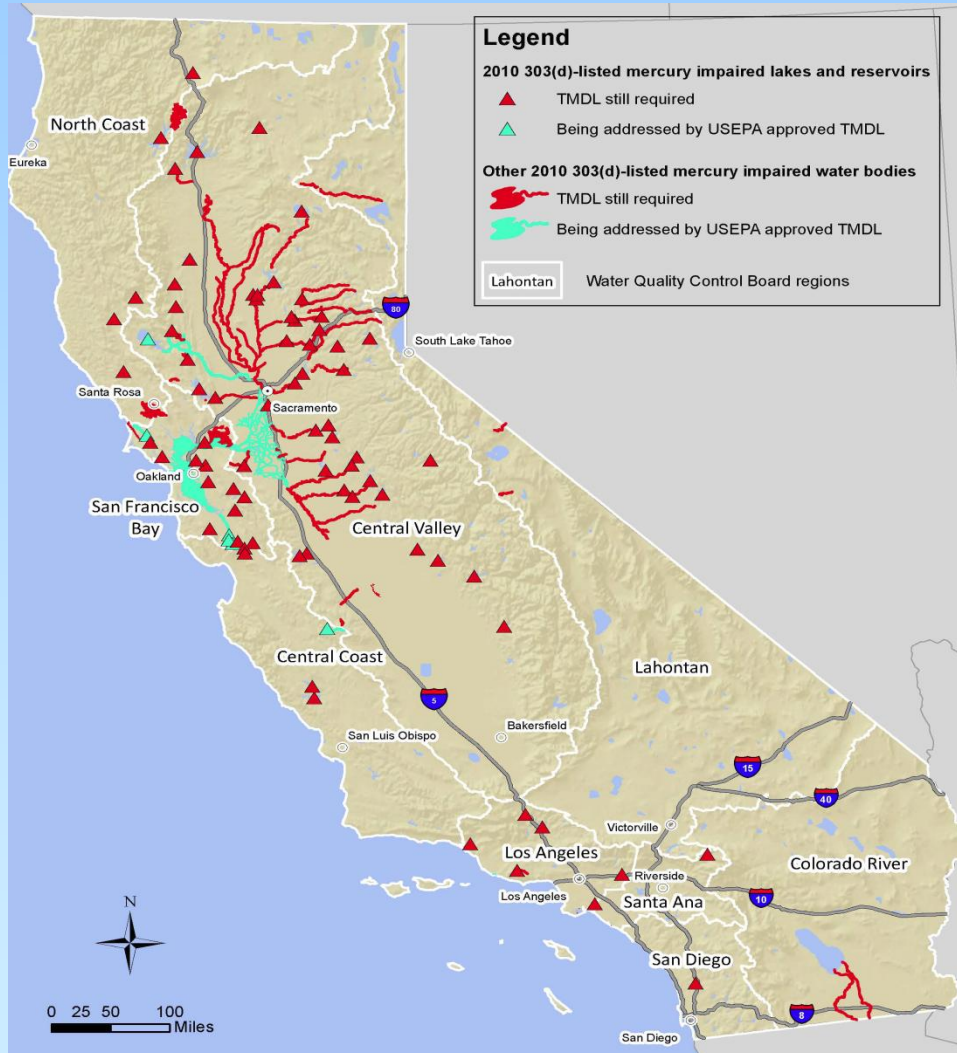 Legend
2010 303(d)-listed mercury impaired lakes and reservoirs
TMDL still required
Being addressed by USEPA approved TMDL
Other 2010 303(d)-listed mercury impaired water bodies
TMDL still required
Being addressed by USEPA approved TMDL
Lahontan
Water Quality Control Board regions
North Coast
Eureka
80
South Lake Tahoe
Santa Rosa
Sacramento
Oakland
San Francisco
Bay
Central Valley
Central Coast
Lahontan
5
San Luis Obispo
Bakersfield
15
40
Victorville
Los Angeles
Colorado River
Los Angeles
Riverside
Santa Ana
10
San Diego
8
San Diego
N
0 25 50 100
Miles